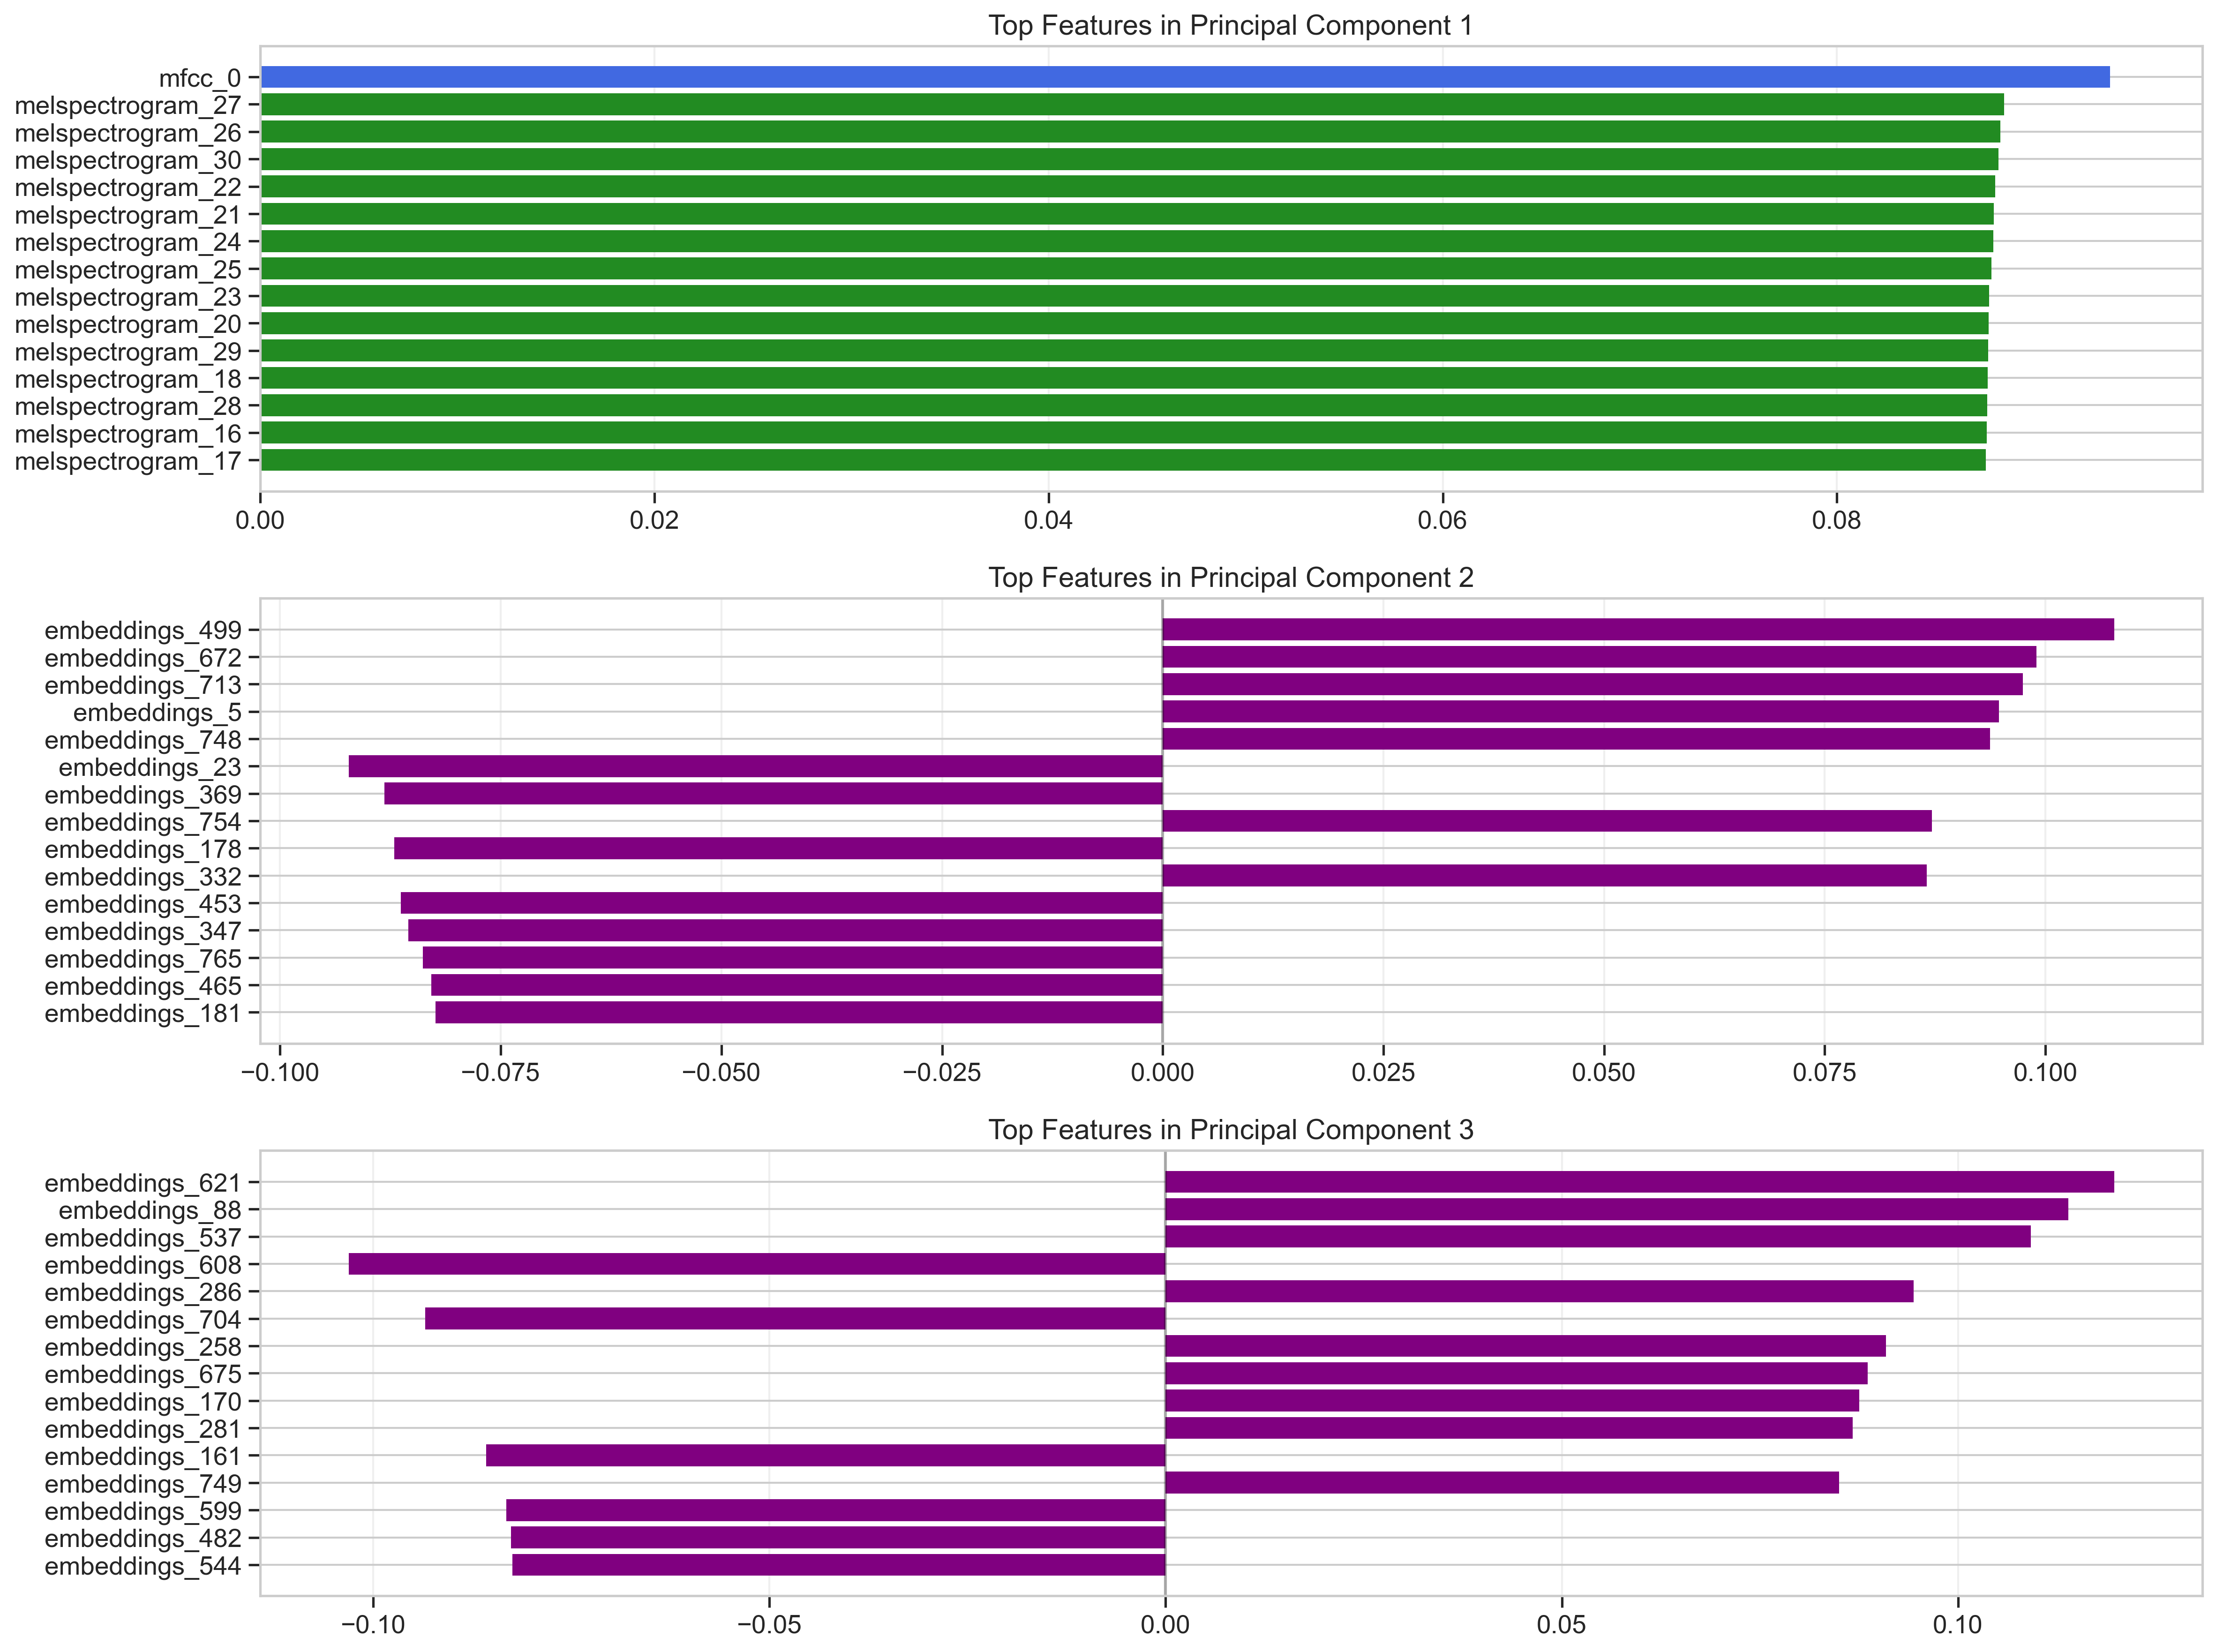 Top Features in Principal Component 1
mfcc_0
melspectrogram_27
melspectrogram_26
melspectrogram_30
melspectrogram_22
melspectrogram_21
melspectrogram_24
melspectrogram_25
melspectrogram_23
melspectrogram_20
melspectrogram_29
melspectrogram_18
melspectrogram_28
melspectrogram_16
melspectrogram_17
0.00 0.02 0.04 0.06 0.08
Top Features in Principal Component 2
embeddings_499
embeddings_672
embeddings_713
embeddings_5
embeddings_748
embeddings_23
embeddings_369
embeddings_754
embeddings_178
embeddings_332
embeddings_453
embeddings_347
embeddings_765
embeddings_465
embeddings_181
−0.100 −0.075 −0.050 −0.025 0.000 0.025 0.050 0.075 0.100
Top Features in Principal Component 3
embeddings_621
embeddings_88
embeddings_537
embeddings_608
embeddings_286
embeddings_704
embeddings_258
embeddings_675
embeddings_170
embeddings_281
embeddings_161
embeddings_749
embeddings_599
embeddings_482
embeddings_544
−0.10 −0.05 0.00 0.05 0.10